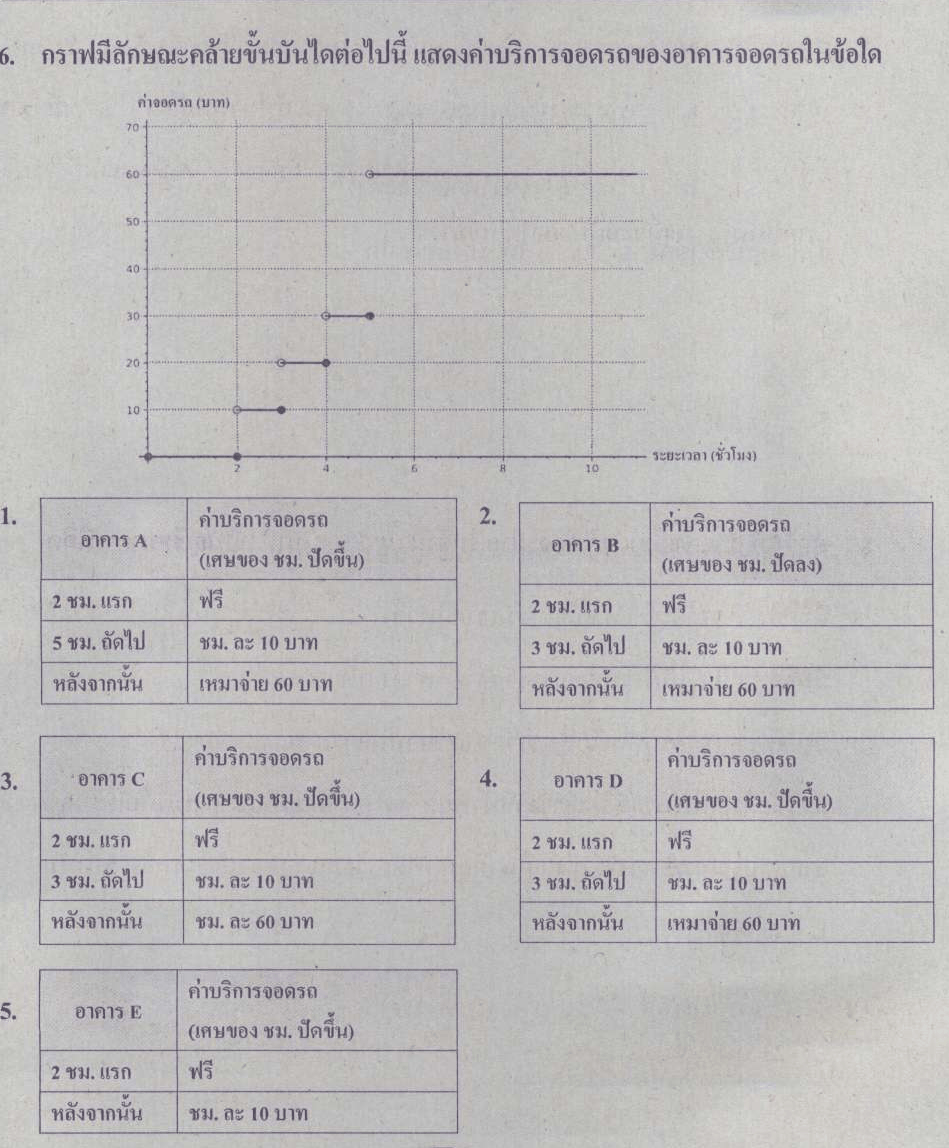 6. กราฟมีลักษณะคล้ายขั้นบันไดต่อไปนี้ แสดงค่าบริการจอดรถของอาคารจอดรถในข้อใด
ค่าจอดรถ (บาท)
70
60
50
40
30
20
10
2 4 6 8 10
ระยะเวลา (ชั่วโมง)
1.
อาคาร A
ค่าบริการจอดรถ
(เศษของ ชม. ปัดขึ้น)
2 ชม. แรก ฟรี
5 ชม. ถัดไป ชม. ละ 10 บาท
หลังจากนั้น เหมาจ่าย 60 บาท
2.
อาคาร B
ค่าบริการจอดรถ
(เศษของ ชม. ปัดลง)
2 ชม. แรก ฟรี
3 ชม. ถัดไป ชม. ละ 10 บาท
หลังจากนั้น เหมาจ่าย 60 บาท
3.
อาคาร C
ค่าบริการจอดรถ
(เศษของ ชม. ปัดขึ้น)
2 ชม. แรก ฟรี
3 ชม. ถัดไป ชม. ละ 10 บาท
หลังจากนั้น ชม. ละ 60 บาท
4.
อาคาร D
ค่าบริการจอดรถ
(เศษของ ชม. ปัดขึ้น)
2 ชม. แรก ฟรี
3 ชม. ถัดไป ชม. ละ 10 บาท
หลังจากนั้น เหมาจ่าย 60 บาท
5.
อาคาร E
ค่าบริการจอดรถ
(เศษของ ชม. ปัดขึ้น)
2 ชม. แรก ฟรี
หลังจากนั้น ชม. ละ 10 บาท